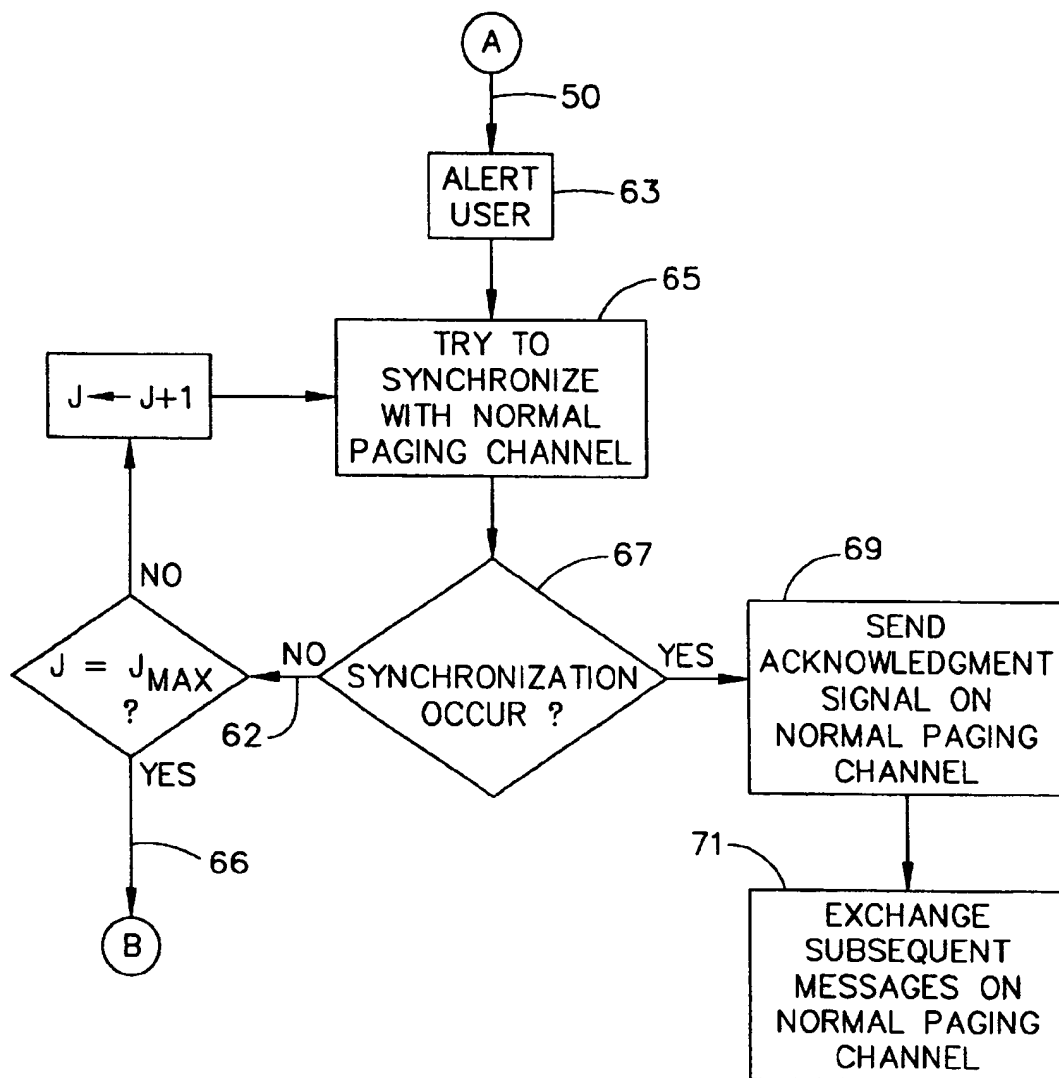 A
50
ALERT
USER
63
65
TRY TO
SYNCHRONIZE
WITH NORMAL
PAGING CHANNEL
J ← J+1
NO
J = J_MAX
?
YES
66
B
NO
62
67
SYNCHRONIZATION
OCCUR ?
YES
69
SEND
ACKNOWLEDGMENT
SIGNAL ON
NORMAL PAGING
CHANNEL
71
EXCHANGE
SUBSEQUENT
MESSAGES ON
NORMAL PAGING
CHANNEL